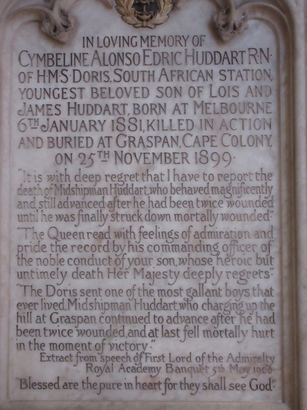 IN LOVING MEMORY OF
CYMBELINE ALONSO EDRIC HUDDART R·N·
OF H·M·S·DORIS, SOUTH AFRICAN STATION,
YOUNGEST BELOVED SON OF LOIS AND
JAMES HUDDART, BORN AT MELBOURNE
6TH JANUARY 1881, KILLED IN ACTION
AND BURIED AT GRASPAN, CAPE COLONY,
ON 25TH NOVEMBER 1899·
"It is with deep regret that I have to report the
death of Midshipman Huddart, who behaved magnificently
and still advanced after he had been twice wounded
until he was finally struck down mortally wounded"
"The Queen read with feelings of admiration and
pride the record by his commanding officer of
the noble conduct of your son, whose heroic but
untimely death Her Majesty deeply regrets"
"The Doris sent one of the most gallant boys that
ever lived, Midshipman Huddart, who charging up the
hill at Graspan continued to advance after he had
been twice wounded, and at last fell mortally hurt
in the moment of victory."
Extract from speech of First Lord of the Admiralty
Royal Academy Banquet 5th May 1900
"Blessed are the pure in heart for they shall see God."